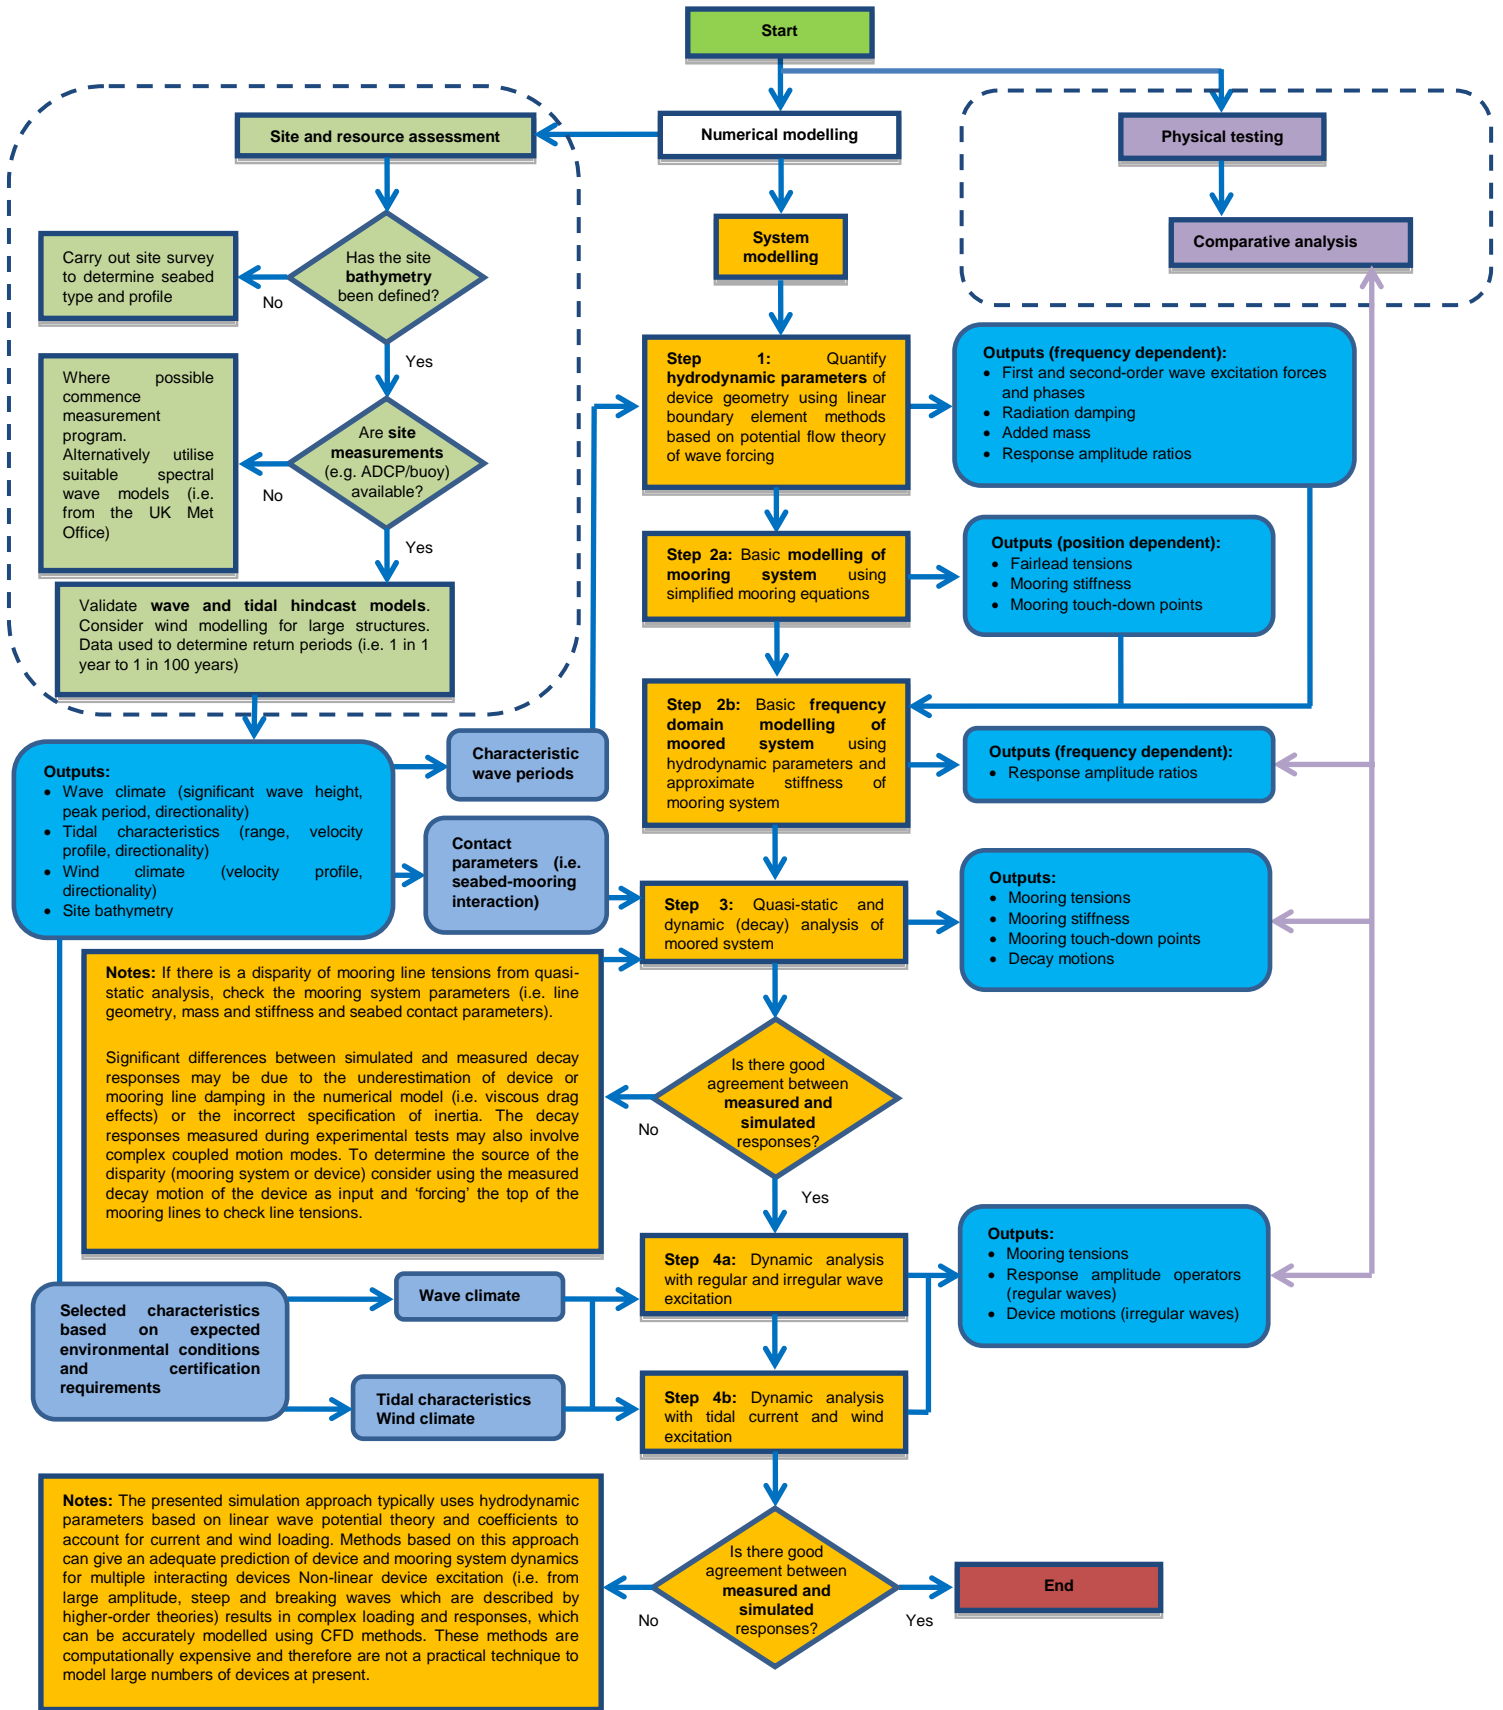 Start
Numerical modelling
Physical testing
Comparative analysis
Site and resource assessment
Has the site
bathymetry
been defined?
No
Carry out site survey
to determine seabed
type and profile
Yes
Are site
measurements
(e.g. ADCP/buoy)
available?
No
Where possible
commence
measurement
program.
Alternatively utilise
suitable spectral
wave models (i.e.
from the UK Met
Office)
Yes
Validate wave and tidal hindcast models.
Consider wind modelling for large structures.
Data used to determine return periods (i.e. 1 in 1
year to 1 in 100 years)
Outputs:
• Wave climate (significant wave height,
peak period, directionality)
• Tidal characteristics (range, velocity
profile, directionality)
• Wind climate (velocity profile,
directionality)
• Site bathymetry
Characteristic
wave periods
Contact
parameters (i.e.
seabed-mooring
interaction)
System
modelling
Step 1: Quantify
hydrodynamic parameters of
device geometry using linear
boundary element methods
based on potential flow theory
of wave forcing
Outputs (frequency dependent):
• First and second-order wave excitation forces
and phases
• Radiation damping
• Added mass
• Response amplitude ratios
Step 2a: Basic modelling of
mooring system using
simplified mooring equations
Outputs (position dependent):
• Fairlead tensions
• Mooring stiffness
• Mooring touch-down points
Step 2b: Basic frequency
domain modelling of
moored system using
hydrodynamic parameters and
approximate stiffness of
mooring system
Outputs (frequency dependent):
• Response amplitude ratios
Step 3: Quasi-static and
dynamic (decay) analysis of
moored system
Outputs:
• Mooring tensions
• Mooring stiffness
• Mooring touch-down points
• Decay motions
Notes: If there is a disparity of mooring line tensions from quasi-
static analysis, check the mooring system parameters (i.e. line
geometry, mass and stiffness and seabed contact parameters).
Significant differences between simulated and measured decay
responses may be due to the underestimation of device or
mooring line damping in the numerical model (i.e. viscous drag
effects) or the incorrect specification of inertia. The decay
responses measured during experimental tests may also involve
complex coupled motion modes. To determine the source of the
disparity (mooring system or device) consider using the measured
decay motion of the device as input and ‘forcing’ the top of the
mooring lines to check line tensions.
Is there good
agreement between
measured and
simulated
responses?
No
Yes
Step 4a: Dynamic analysis
with regular and irregular wave
excitation
Outputs:
• Mooring tensions
• Response amplitude operators
(regular waves)
• Device motions (irregular waves)
Selected characteristics
based on expected
environmental conditions
and certification
requirements
Wave climate
Tidal characteristics
Wind climate
Step 4b: Dynamic analysis
with tidal current and wind
excitation
Notes: The presented simulation approach typically uses hydrodynamic
parameters based on linear wave potential theory and coefficients to
account for current and wind loading. Methods based on this approach
can give an adequate prediction of device and mooring system dynamics
for multiple interacting devices Non-linear device excitation (i.e. from
large amplitude, steep and breaking waves which are described by
higher-order theories) results in complex loading and responses, which
can be accurately modelled using CFD methods. These methods are
computationally expensive and therefore are not a practical technique to
model large numbers of devices at present.
Is there good
agreement between
measured and
simulated
responses?
No
Yes
End